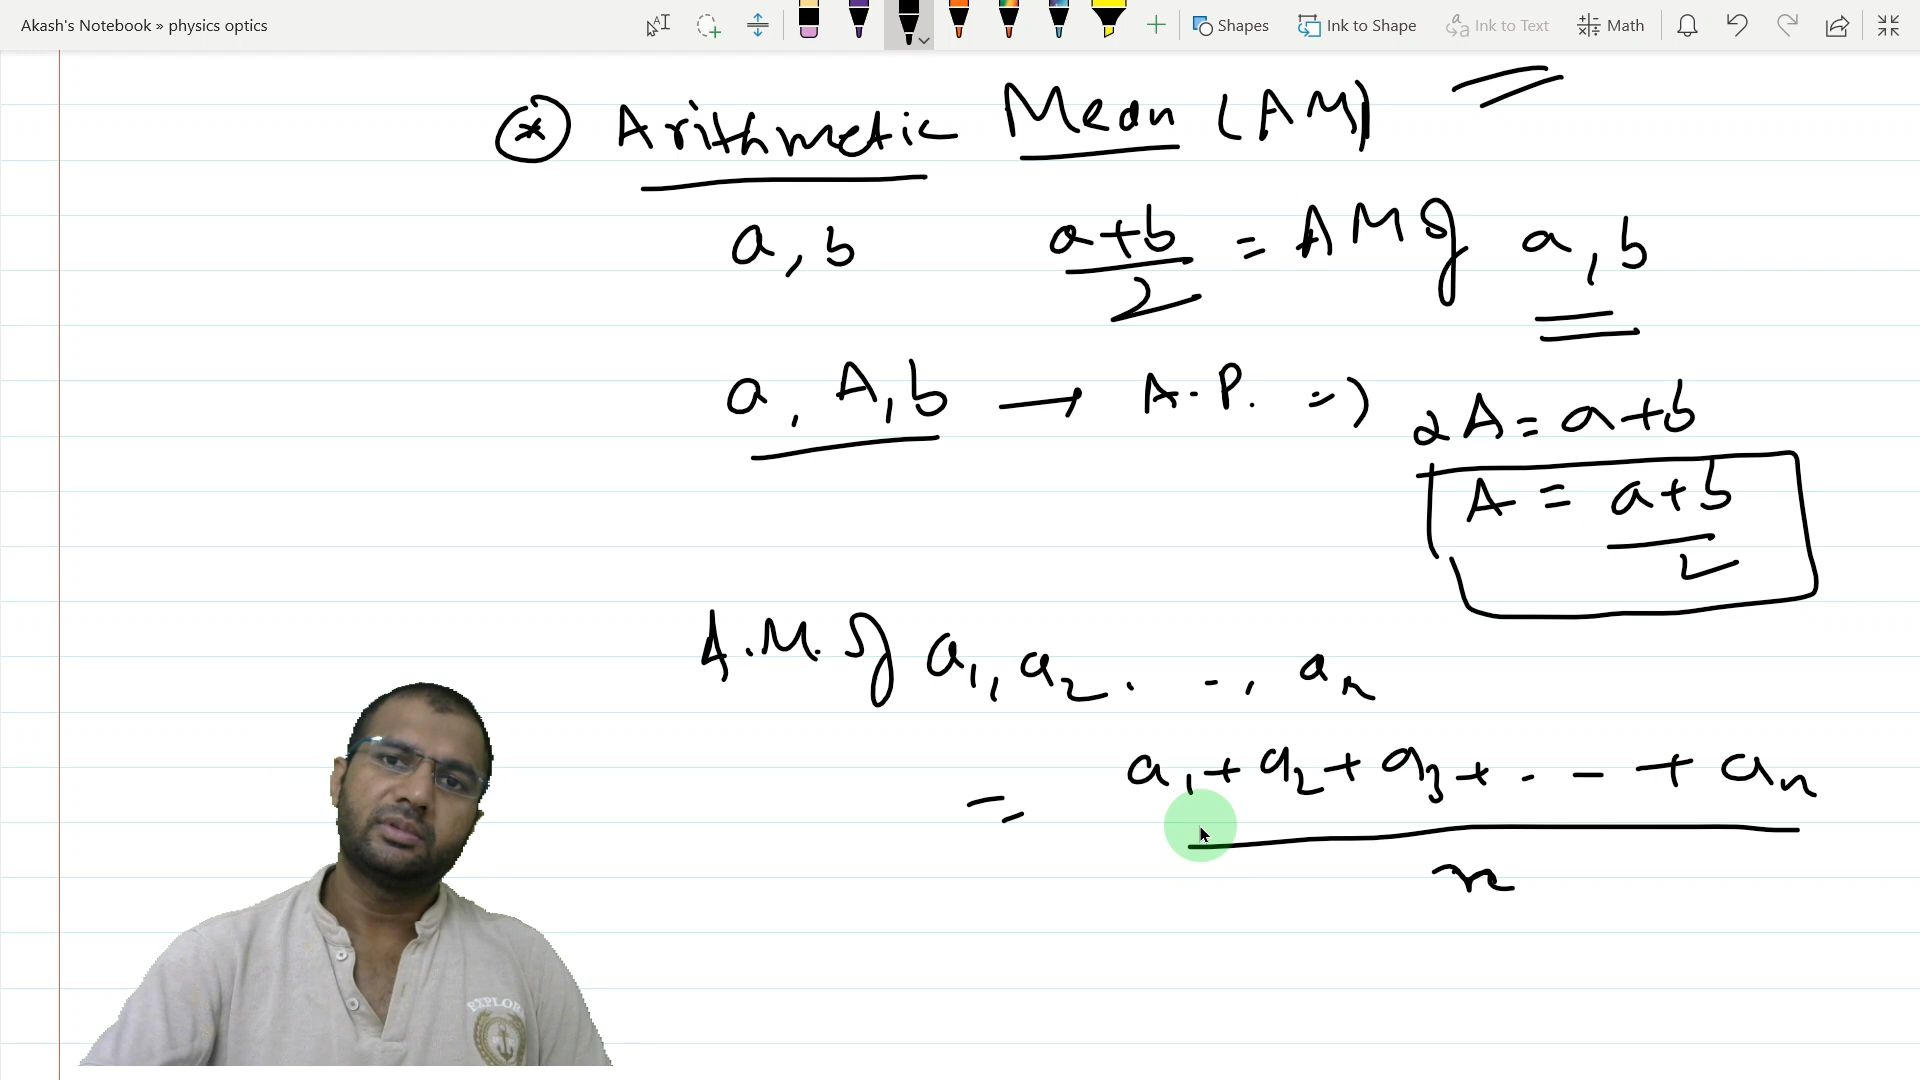 Akash's Notebook » physics optics
Shapes Ink to Shape Ink to Text Math
* Arithmetic Mean (AM)
a, b a+b/2 = AM of a, b
a, A, b → A.P. => 2A = a+b
A = a+b/2
A.M. of a1, a2. .., an
= a1 + a2 + a3 + . - + an / n
EXPLOR